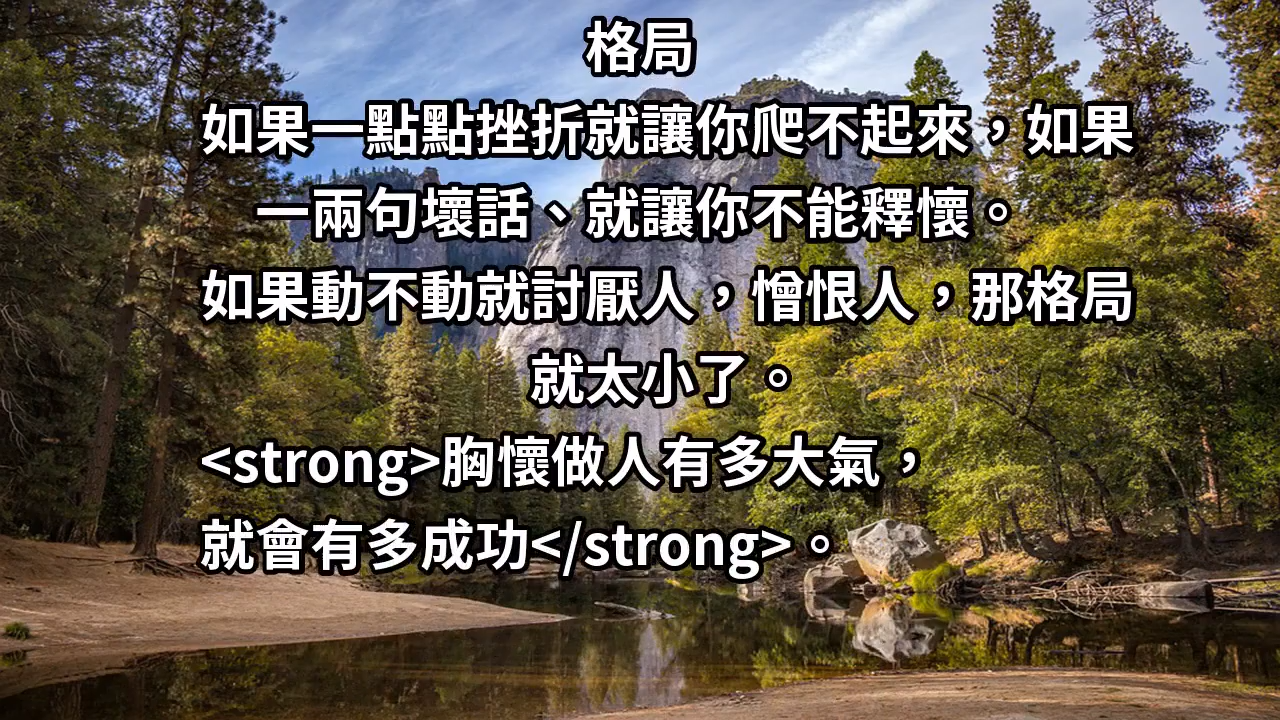 格局
如果一點點挫折就讓你爬不起來，如果
一兩句壞話、就讓你不能釋懷。
如果動不動就討厭人，憎恨人，那格局
就太小了。
<strong>胸懷做人有多大氣，
就會有多成功</strong>。